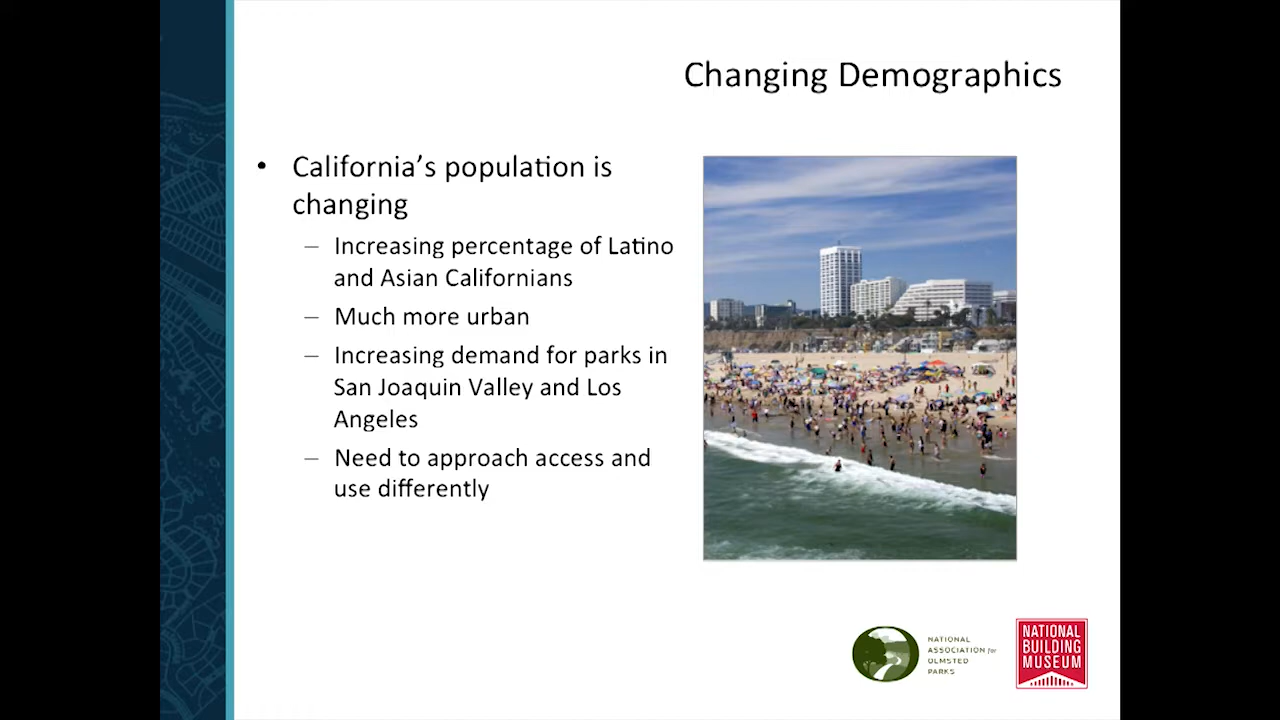 Changing Demographics
• California's population is
changing
– Increasing percentage of Latino
and Asian Californians
– Much more urban
– Increasing demand for parks in
San Joaquin Valley and Los
Angeles
– Need to approach access and
use differently
NATIONAL
ASSOCIATION for
OLMSTED
PARKS
NATIONAL
BUILDING
MUSEUM